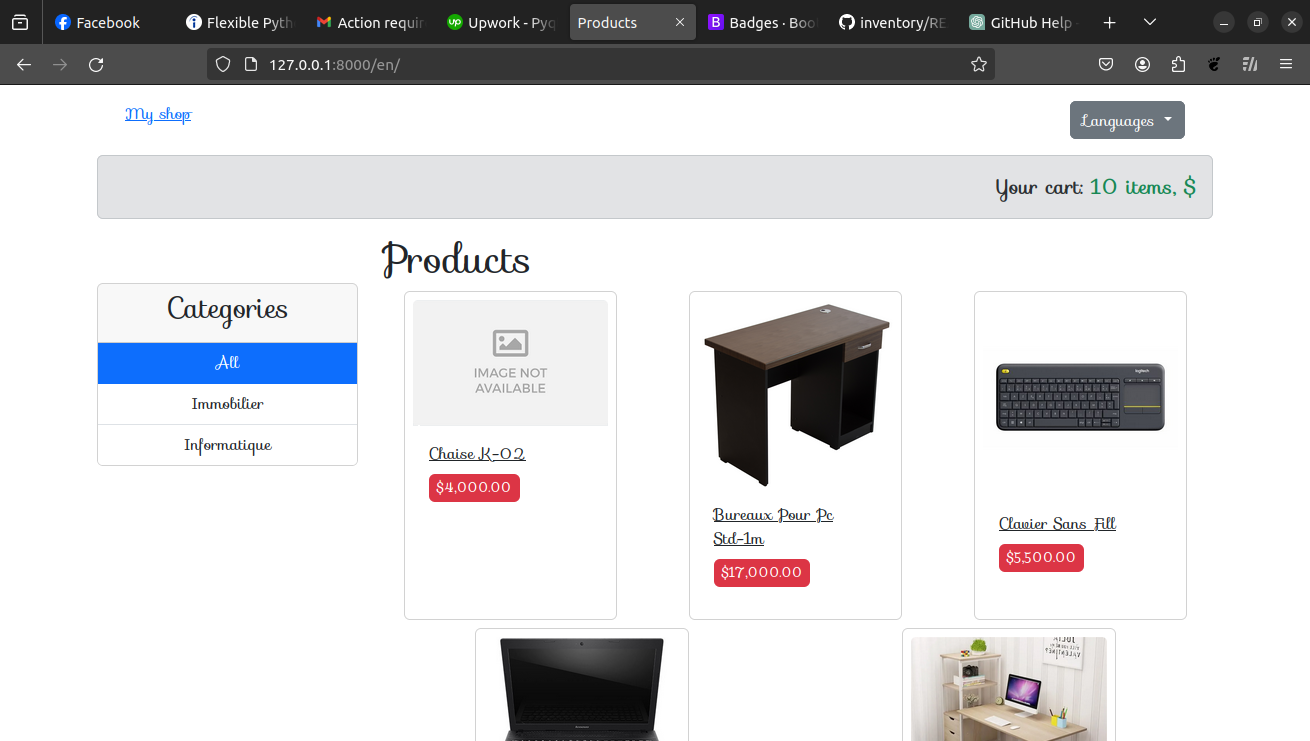 Facebook
Flexible Pyth
Action requir
Upwork - Pyq
Products
Badges · Boo
inventory/RE
GitHub Help -
127.0.0.1:8000/en/
My shop
Languages
Your cart: 10 items, $
Products
Categories
All
Immobilier
Informatique
IMAGE NOT
AVAILABLE
Chaise K-02
$4,000.00
Bureaux Pour Pc
Std-1m
$17,000.00
logitech
Clavier Sans Fill
$5,500.00